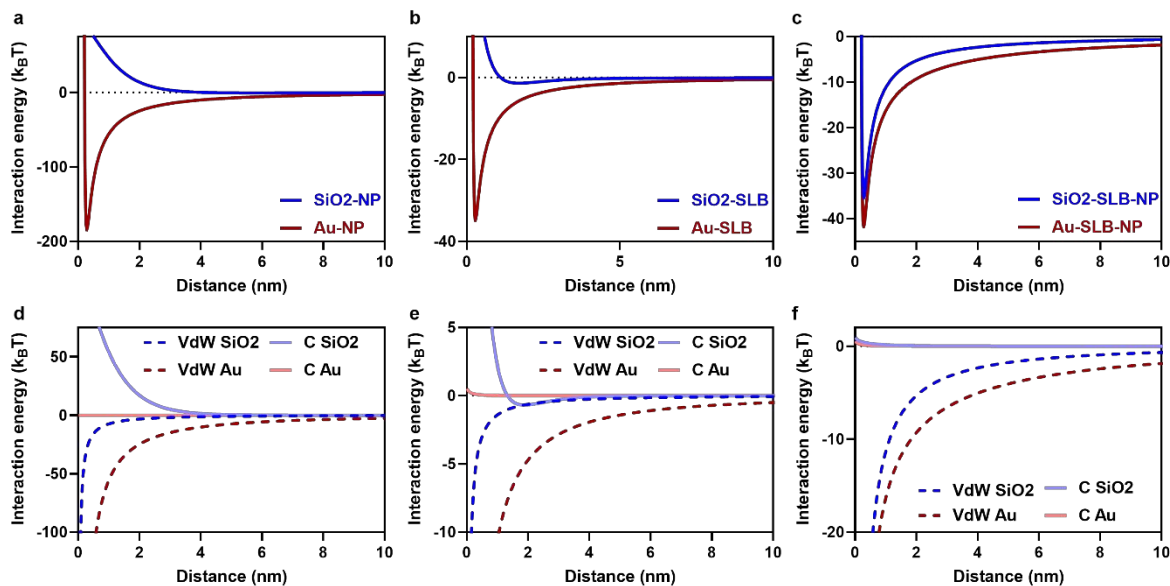 a
Interaction energy (kBT)
0
-100
-200
0 2 4 6 8 10
Distance (nm)
SiO2-NP
Au-NP
b
Interaction energy (kBT)
0
-20
-40
5 10
Distance (nm)
SiO2-SLB
Au-SLB
c
Interaction energy (kBT)
0
-10
-20
-30
-40
0 2 4 6 8 10
Distance (nm)
SiO2-SLB-NP
Au-SLB-NP
d
Interaction energy (kBT)
50
0
-50
-100
0 2 4 6 8 10
Distance (nm)
VdW SiO2 C SiO2
VdW Au C Au
e
Interaction energy (kBT)
5
0
-5
-10
0 2 4 6 8 10
Distance (nm)
VdW SiO2 C SiO2
VdW Au C Au
f
Interaction energy (kBT)
0
-10
-20
0 2 4 6 8 10
Distance (nm)
VdW SiO2 C SiO2
VdW Au C Au